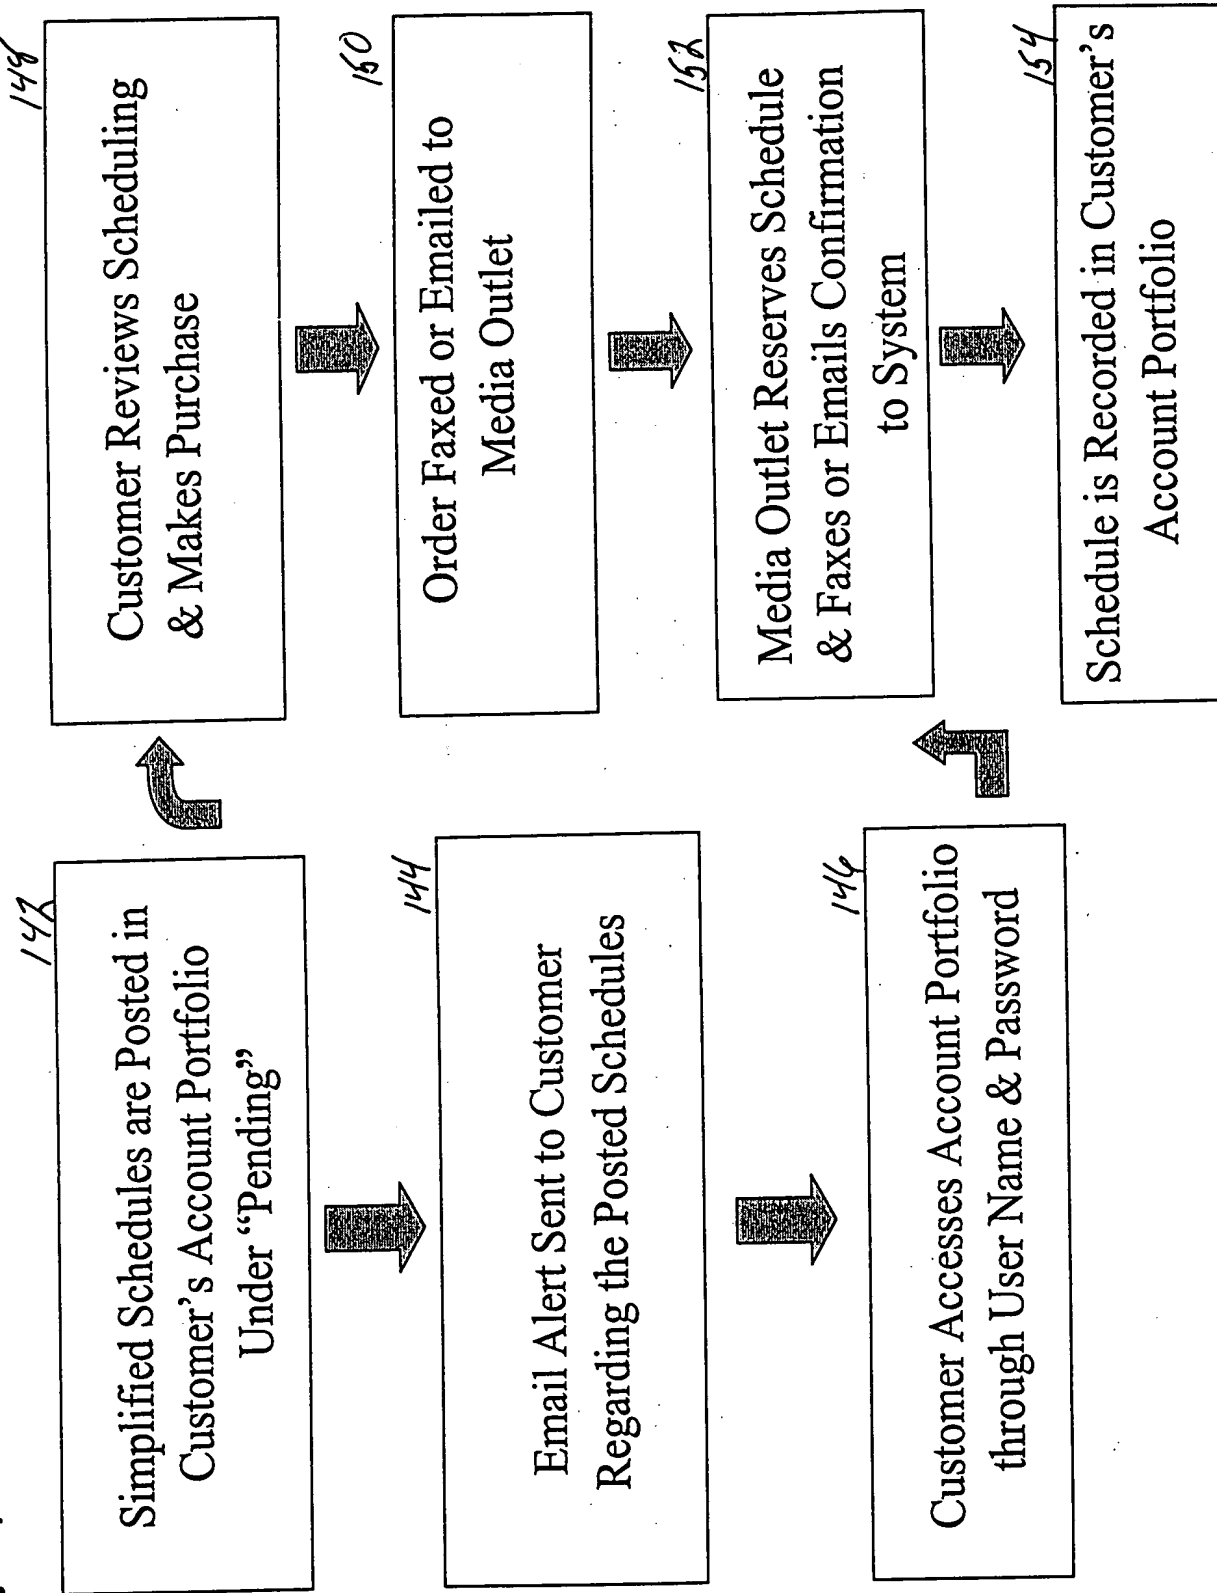 142
Simplified Schedules are Posted in
Customer's Account Portfolio
Under “Pending”
144
Email Alert Sent to Customer
Regarding the Posted Schedules
146
Customer Accesses Account Portfolio
through User Name & Password
148
Customer Reviews Scheduling
& Makes Purchase
150
Order Faxed or Emailed to
Media Outlet
152
Media Outlet Reserves Schedule
& Faxes or Emails Confirmation
to System
154
Schedule is Recorded in Customer's
Account Portfolio